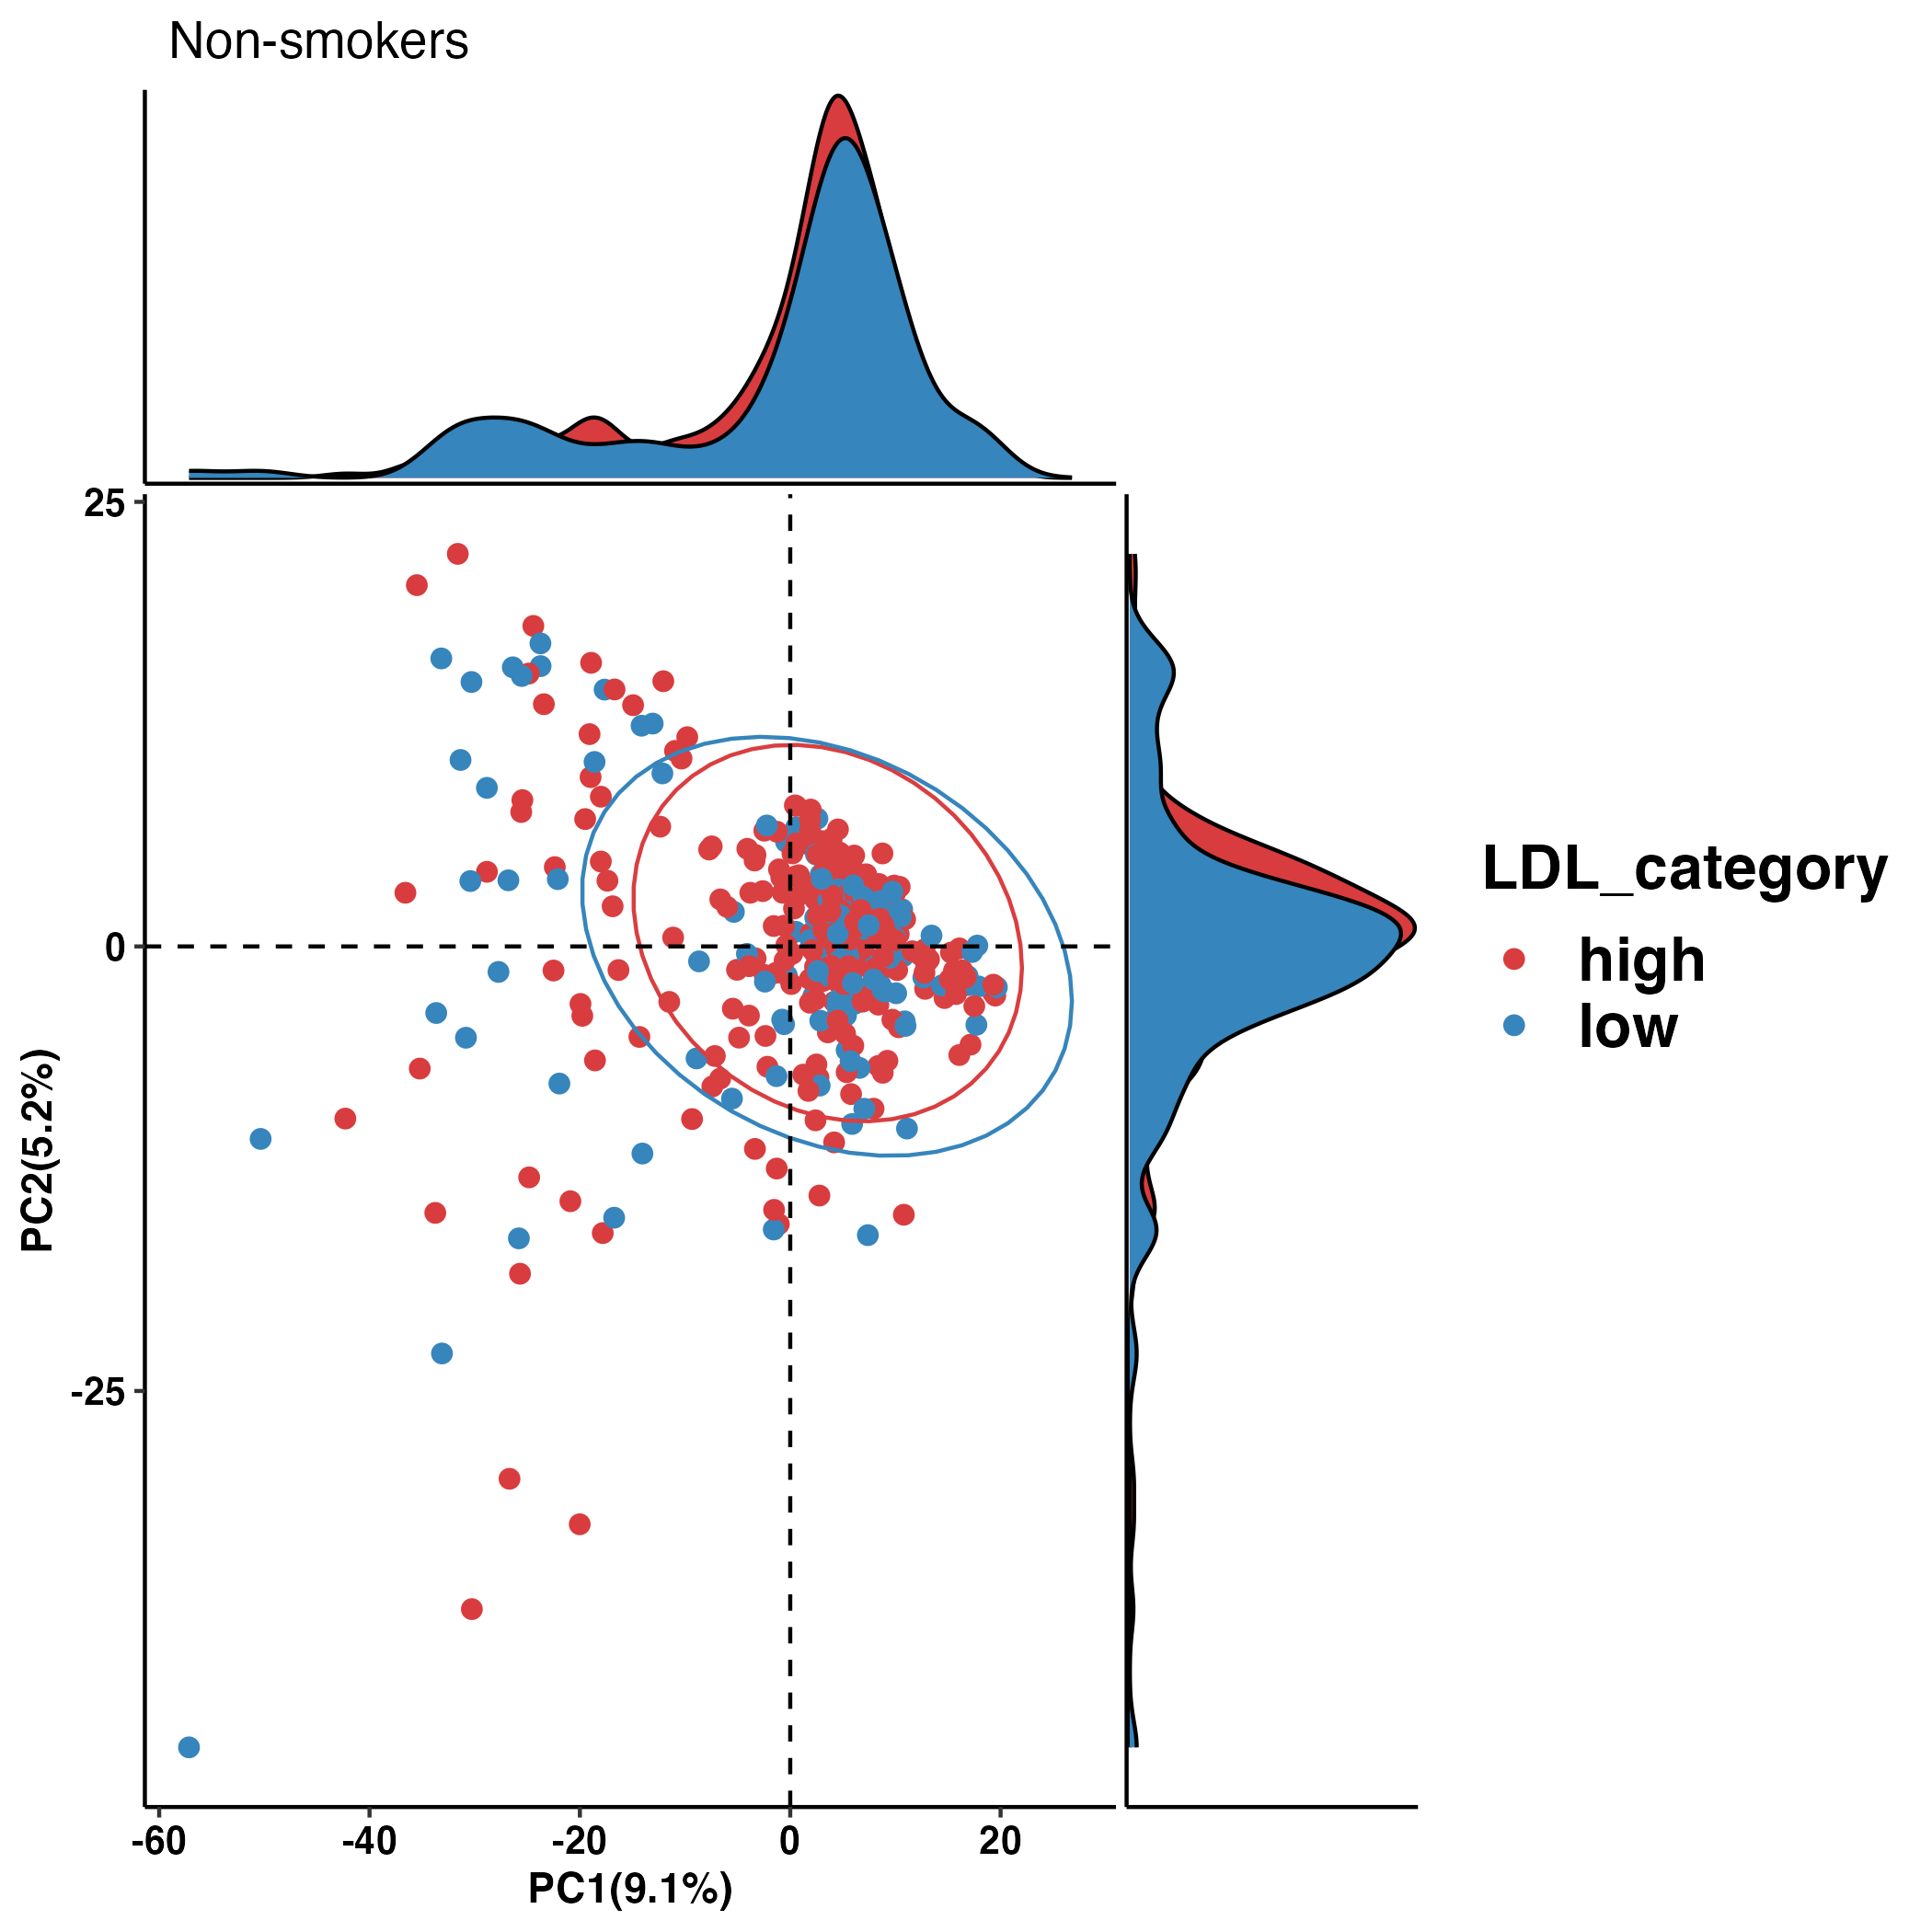 Non-smokers
25
0
-25
PC2(5.2%)
-60
-40
-20
0
20
PC1(9.1%)
LDL_category
high
low